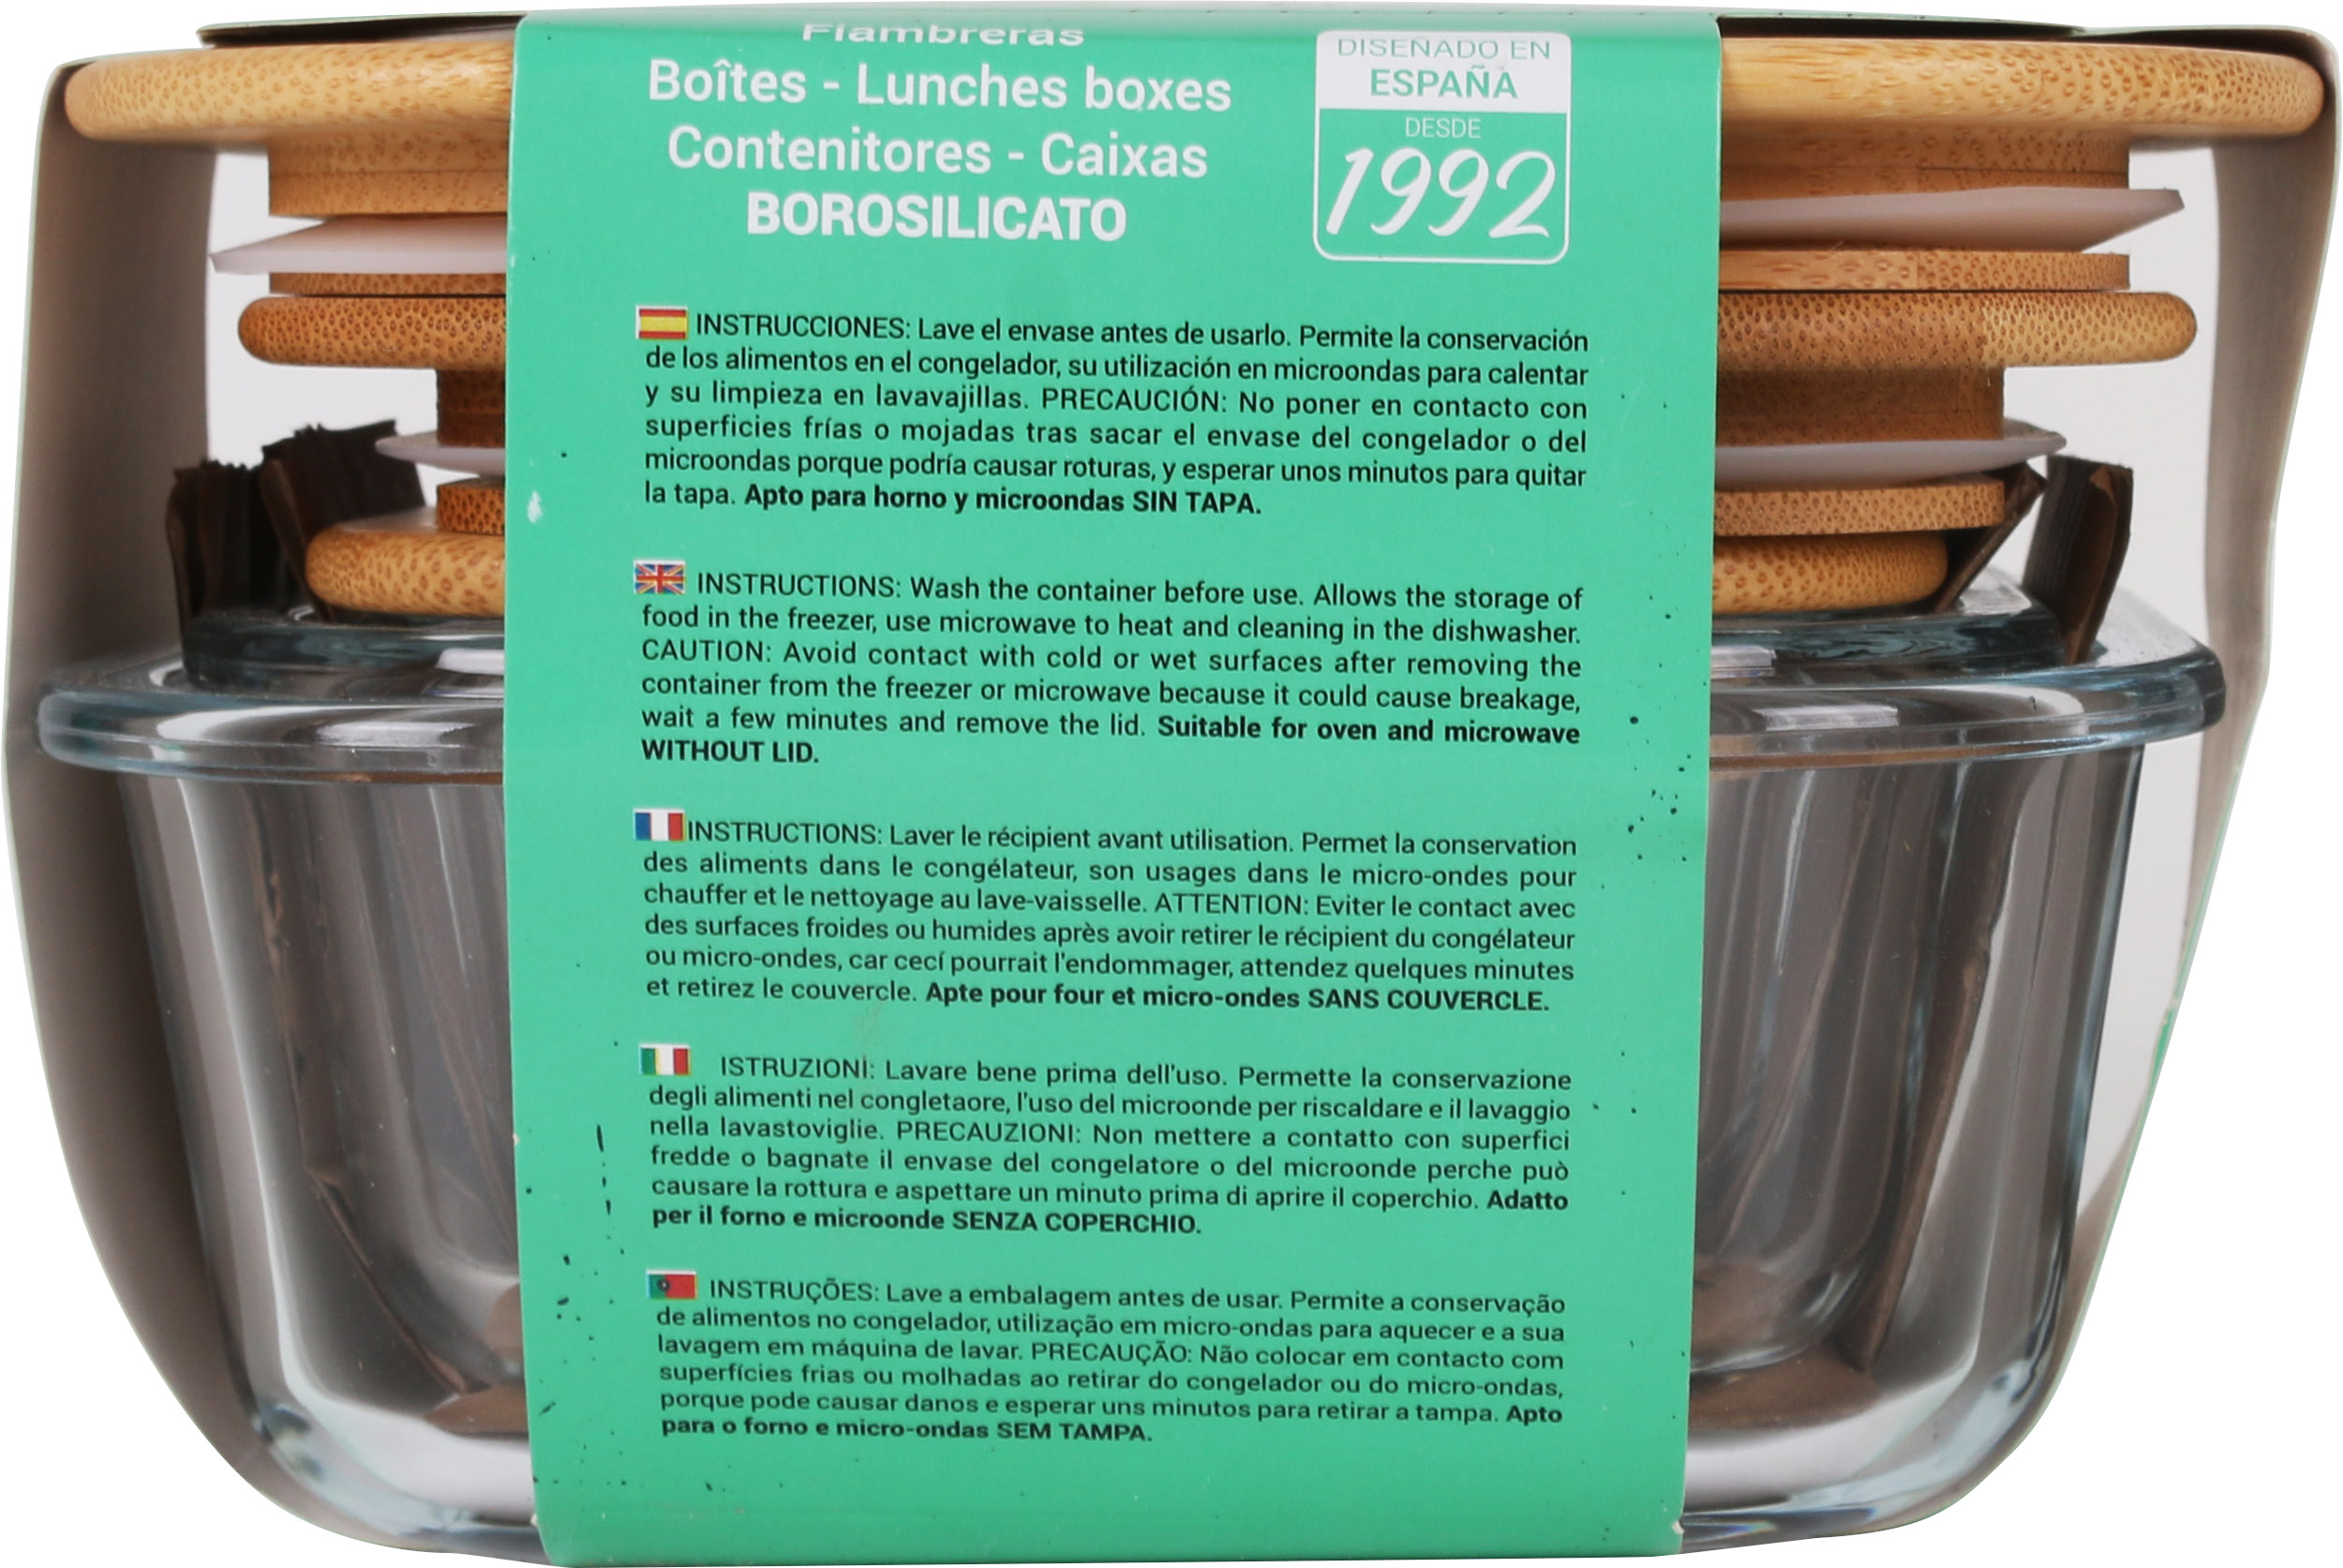 Fiambreras
Boîtes - Lunches boxes
Contenitores - Caixas
BOROSILICATO
DISEÑADO EN
ESPAÑA
DESDE
1992
INSTRUCCIONES: Lave el envase antes de usarlo. Permite la conservación
de los alimentos en el congelador, su utilización en microondas para calentar
y su limpieza en lavavajillas. PRECAUCIÓN: No poner en contacto con
superficies frías o mojadas tras sacar el envase del congelador o del
microondas porque podría causar roturas, y esperar unos minutos para quitar
la tapa. Apto para horno y microondas SIN TAPA.
INSTRUCTIONS: Wash the container before use. Allows the storage of
food in the freezer, use microwave to heat and cleaning in the dishwasher.
CAUTION: Avoid contact with cold or wet surfaces after removing the
container from the freezer or microwave because it could cause breakage,
wait a few minutes and remove the lid. Suitable for oven and microwave
WITHOUT LID.
INSTRUCTIONS: Laver le récipient avant utilisation. Permet la conservation
des aliments dans le congélateur, son usages dans le micro-ondes pour
chauffer et le nettoyage au lave-vaisselle. ATTENTION: Eviter le contact avec
des surfaces froides ou humides après avoir retirer le récipient du congélateur
ou micro-ondes, car cecí pourrait l'endommager, attendez quelques minutes
et retirez le couvercle. Apte pour four et micro-ondes SANS COUVERCLE.
ISTRUZIONI: Lavare bene prima dell'uso. Permette la conservazione
degli alimenti nel congletaore, l'uso del microonde per riscaldare e il lavaggio
nella lavastoviglie. PRECAUZIONI: Non mettere a contatto con superfici
fredde o bagnate il envase del congelatore o del microonde perche può
causare la rottura e aspettare un minuto prima di aprire il coperchio. Adatto
per il forno e microonde SENZA COPERCHIO.
INSTRUÇÕES: Lave a embalagem antes de usar. Permite a conservação
de alimentos no congelador, utilização em micro-ondas para aquecer e a sua
lavagem em máquina de lavar. PRECAUÇÃO: Não colocar em contacto com
superfícies frias ou molhadas ao retirar do congelador ou do micro-ondas,
porque pode causar danos e esperar uns minutos para retirar a tampa. Apto
para o forno e micro-ondas SEM TAMPA.